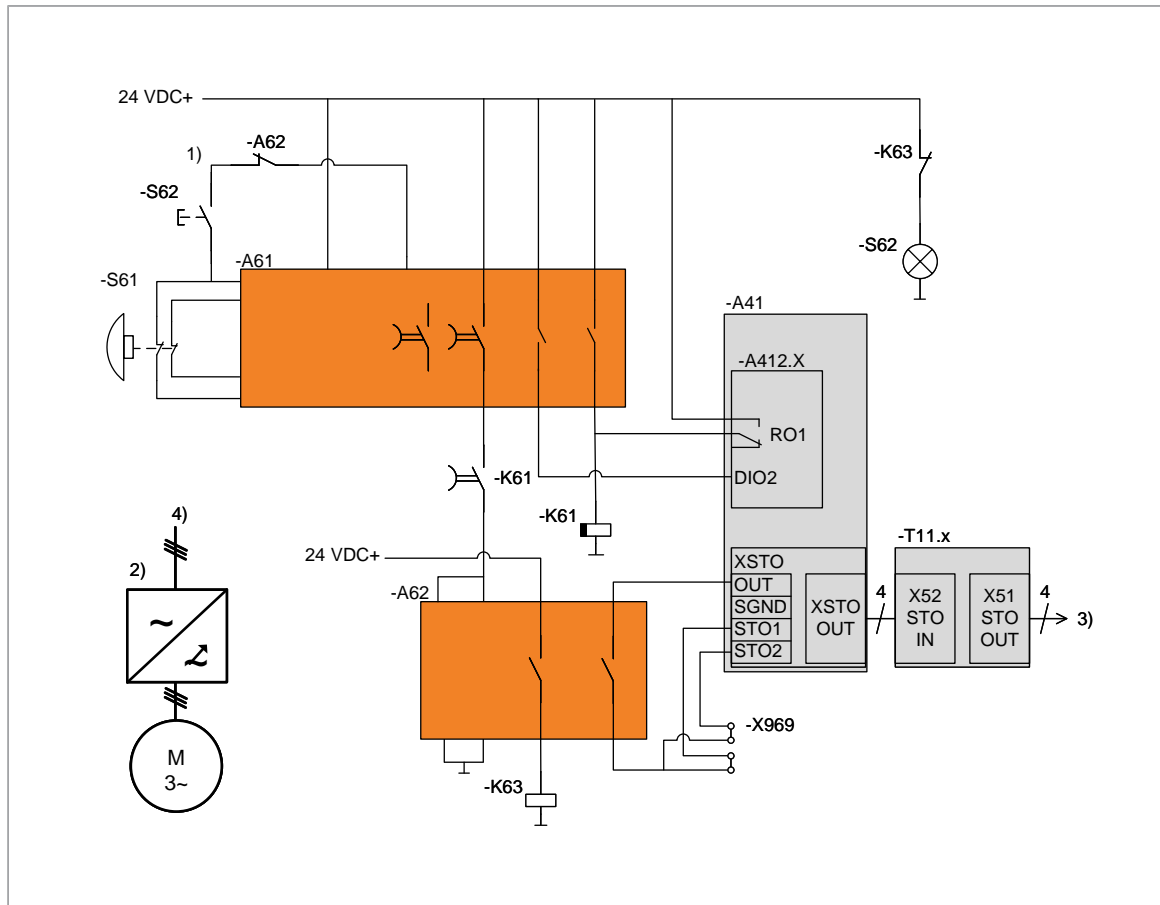 24 VDC+
-A62
1)
-K63
-S62
-S62
-A61
-S61
-A41
-A412.X
RO1
-K61
DIO2
4)
-K61
-T11.x
2)
24 VDC+
XSTO
-A62
OUT
SGND
STO1
STO2
XSTO
OUT
4
X52
STO
IN
X51
STO
OUT
4
3)
-X969
M
3~
-K63